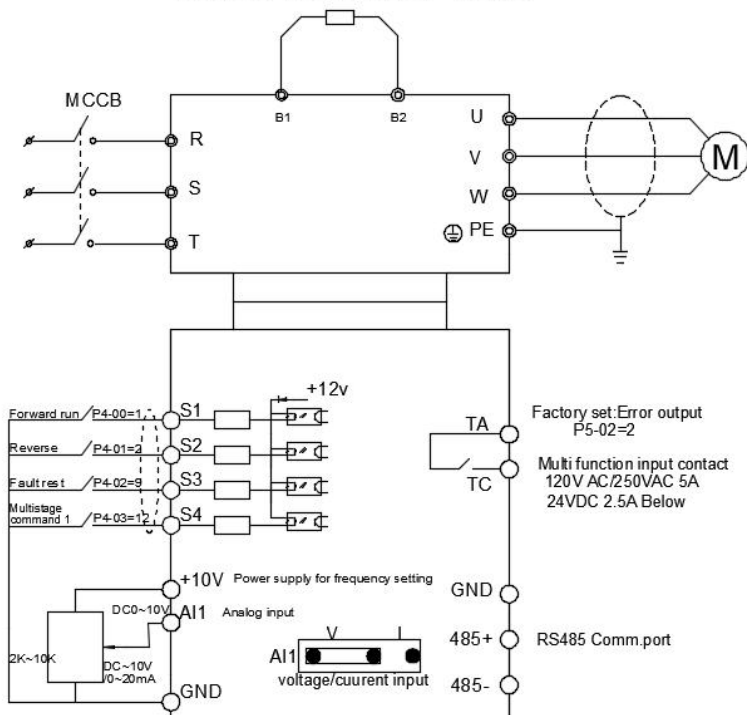 MCCB
B1
B2
R
S
T
U
V
W
PE
M
+12v
Forward run
P4-00=1
S1
Reverse
P4-01=2
S2
Fault rest
P4-02=9
S3
Multistage
command 1
P4-03=12
S4
TA
TC
Factory set:Error output
P5-02=2
Multi function input contact
120V AC/250VAC 5A
24VDC 2.5A Below
+10V
Power supply for frequency setting
DC0~10V
AI1
Analog input
2K~10K
DC~10V
/0~20mA
GND
V
I
AI1
voltage/cuurent input
GND
485+
RS485 Comm.port
485-